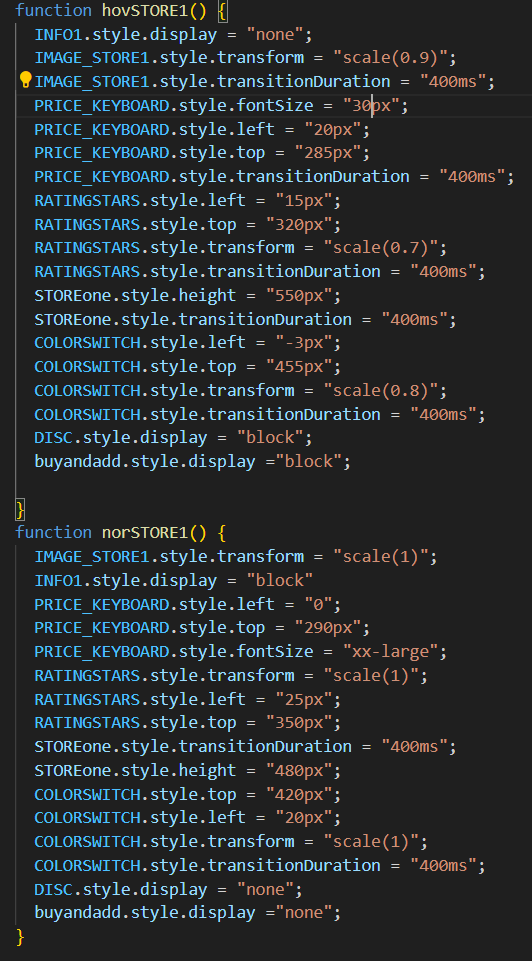 function hovSTORE1() {
INFO1.style.display = "none";
IMAGE_STORE1.style.transform = "scale(0.9)";
IMAGE_STORE1.style.transitionDuration = "400ms";
PRICE_KEYBOARD.style.fontSize = "30px";
PRICE_KEYBOARD.style.left = "20px";
PRICE_KEYBOARD.style.top = "285px";
PRICE_KEYBOARD.style.transitionDuration = "400ms";
RATINGSTARS.style.left = "15px";
RATINGSTARS.style.top = "320px";
RATINGSTARS.style.transform = "scale(0.7)";
RATINGSTARS.style.transitionDuration = "400ms";
STOREone.style.height = "550px";
STOREone.style.transitionDuration = "400ms";
COLORSWITCH.style.left = "-3px";
COLORSWITCH.style.top = "455px";
COLORSWITCH.style.transform = "scale(0.8)";
COLORSWITCH.style.transitionDuration = "400ms";
DISC.style.display = "block";
buyandadd.style.display ="block";
}
function norSTORE1() {
IMAGE_STORE1.style.transform = "scale(1)";
INFO1.style.display = "block"
PRICE_KEYBOARD.style.left = "0";
PRICE_KEYBOARD.style.top = "290px";
PRICE_KEYBOARD.style.fontSize = "xx-large";
RATINGSTARS.style.transform = "scale(1)";
RATINGSTARS.style.left = "25px";
RATINGSTARS.style.top = "350px";
STOREone.style.transitionDuration = "400ms";
STOREone.style.height = "480px";
COLORSWITCH.style.top = "420px";
COLORSWITCH.style.left = "20px";
COLORSWITCH.style.transform = "scale(1)";
COLORSWITCH.style.transitionDuration = "400ms";
DISC.style.display = "none";
buyandadd.style.display ="none";
}